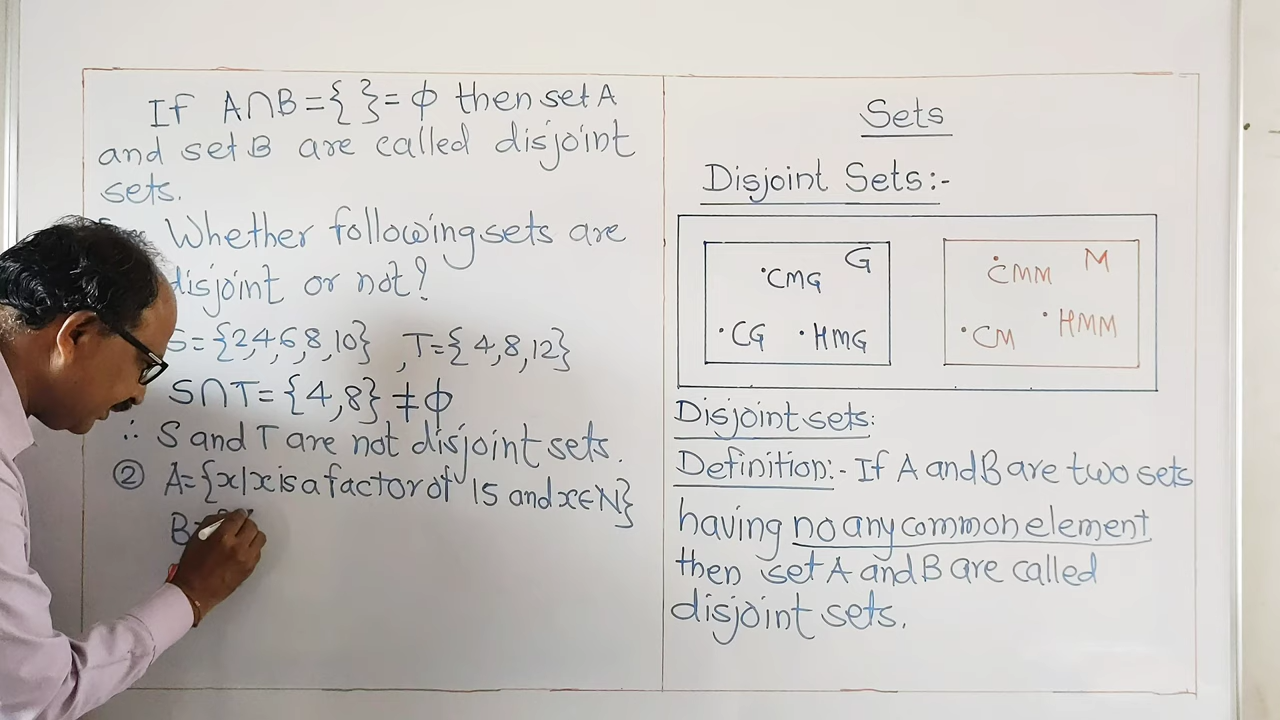 If A∩B={ }=ϕ then set A
and set B are called disjoint
sets.
Whether following sets are
disjoint or not?
S={2,4,6,8,10} , T={4,8,12}
S∩T={4,8}≠ϕ
∴ S and T are not disjoint sets.
② A={x/x is a factor of 15 and x∈N}
B=
Sets
Disjoint Sets:-
G
•CMG
•CG •HMG
M
•CMM
•CM •HMM
Disjoint sets:
Definition:- If A and B are two sets
having no any common element
then set A and B are called
disjoint sets.